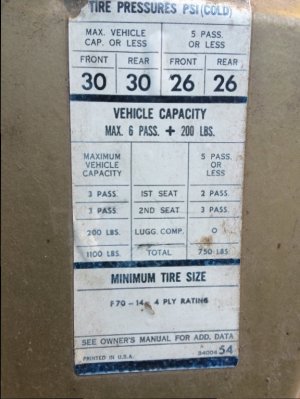 TIRE PRESSURES PSI (COLD)
MAX. VEHICLE CAP. OR LESS 5 PASS. OR LESS
FRONT REAR FRONT REAR
30 30 26 26
VEHICLE CAPACITY
MAX. 6 PASS. + 200 LBS.
MAXIMUM VEHICLE CAPACITY 5 PASS. OR LESS
3 PASS. 1ST SEAT 2 PASS.
3 PASS. 2ND SEAT 3 PASS.
200 LBS. LUGG. COMP. 0
1100 LBS. TOTAL 750 LBS.
MINIMUM TIRE SIZE
F70-14 4 PLY RATING
SEE OWNER'S MANUAL FOR ADD. DATA
PRINTED IN U.S.A. 54